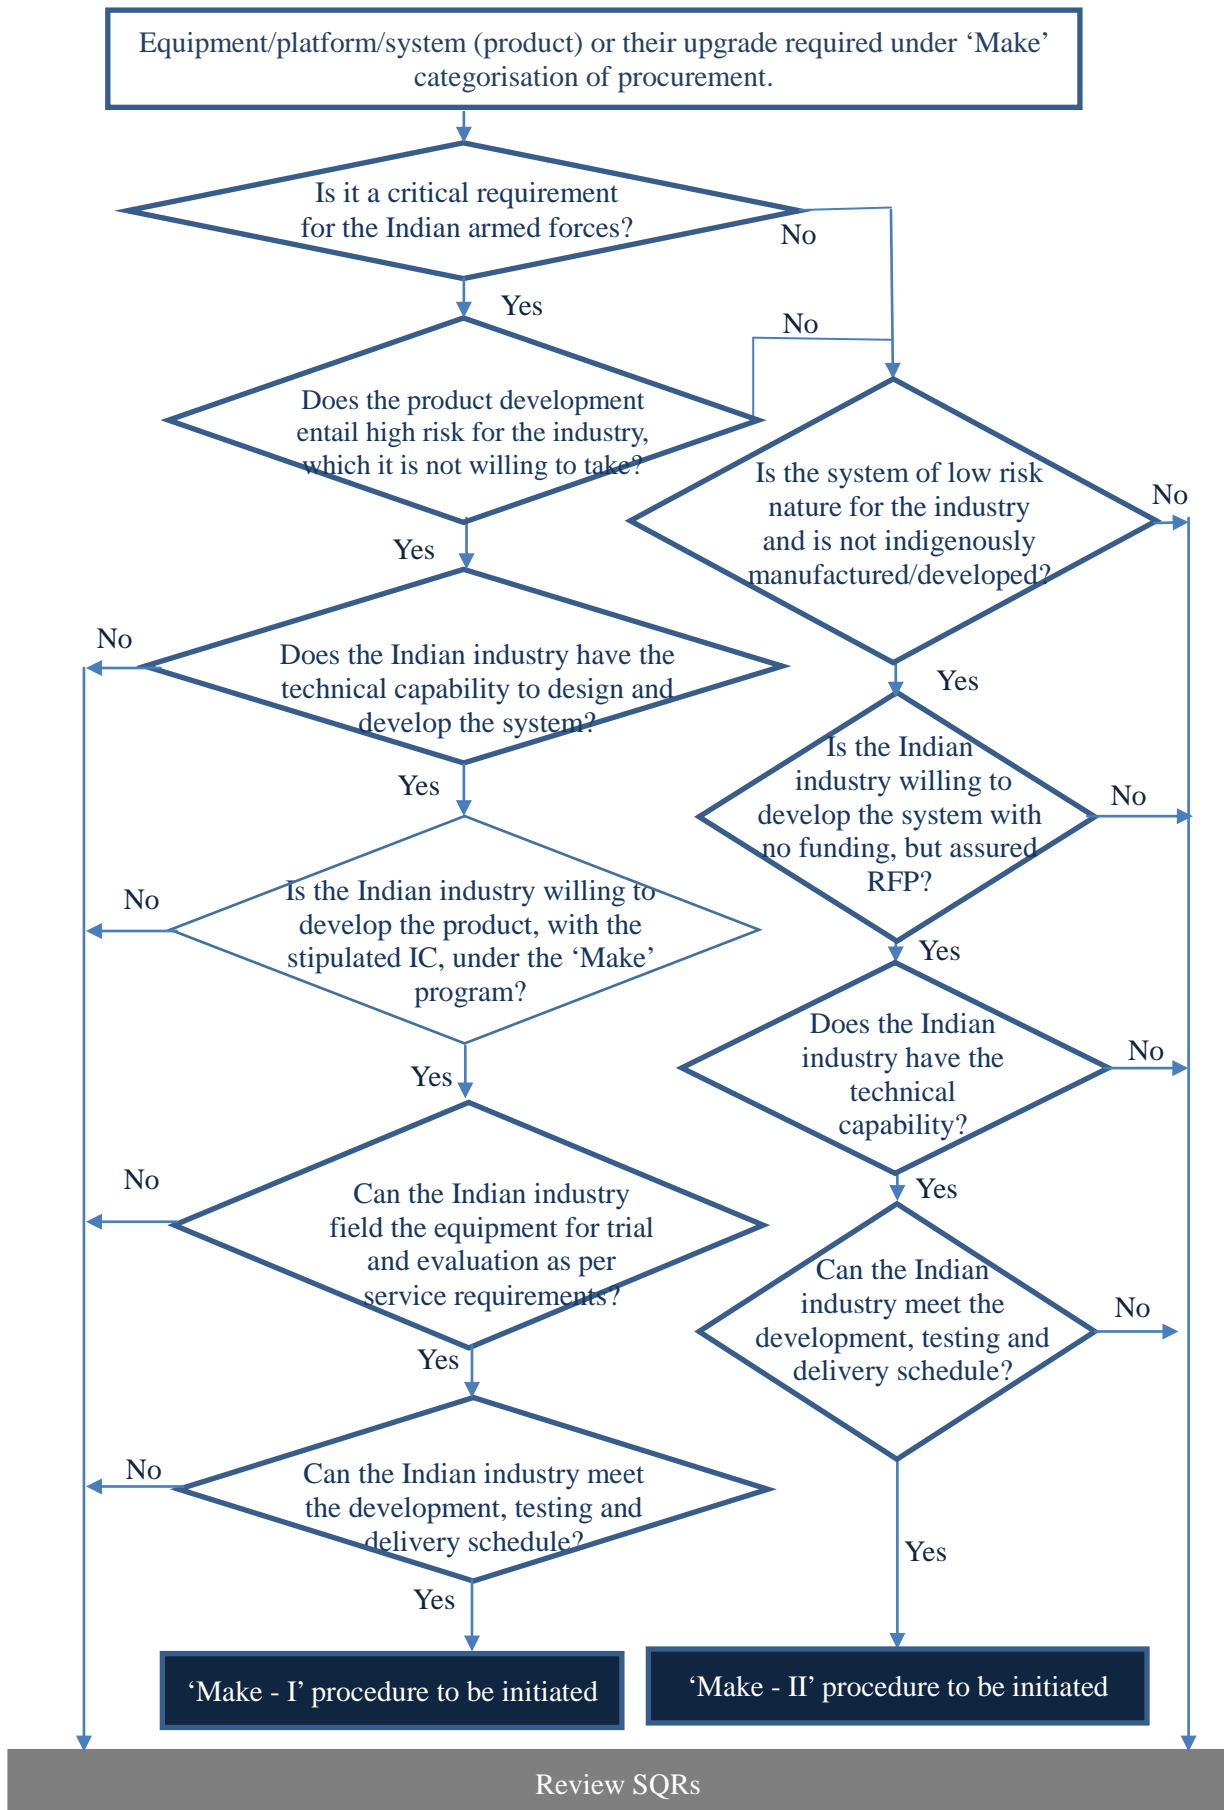 Equipment/platform/system (product) or their upgrade required under ‘Make’
categorisation of procurement.
Is it a critical requirement
for the Indian armed forces?
No
Yes
No
Does the product development
entail high risk for the industry,
which it is not willing to take?
Is the system of low risk
nature for the industry
and is not indigenously
manufactured/developed?
No
Yes
No
Does the Indian industry have the
technical capability to design and
develop the system?
Yes
Is the Indian
industry willing to
develop the system with
no funding, but assured
RFP?
No
Yes
No
Is the Indian industry willing to
develop the product, with the
stipulated IC, under the ‘Make’
program?
Yes
Does the Indian
industry have the
technical
capability?
No
Yes
No
Can the Indian industry
field the equipment for trial
and evaluation as per
service requirements?
Yes
Can the Indian
industry meet the
development, testing and
delivery schedule?
No
Yes
No
Can the Indian industry meet
the development, testing and
delivery schedule?
Yes
Yes
‘Make - I’ procedure to be initiated
‘Make - II’ procedure to be initiated
Review SQRs